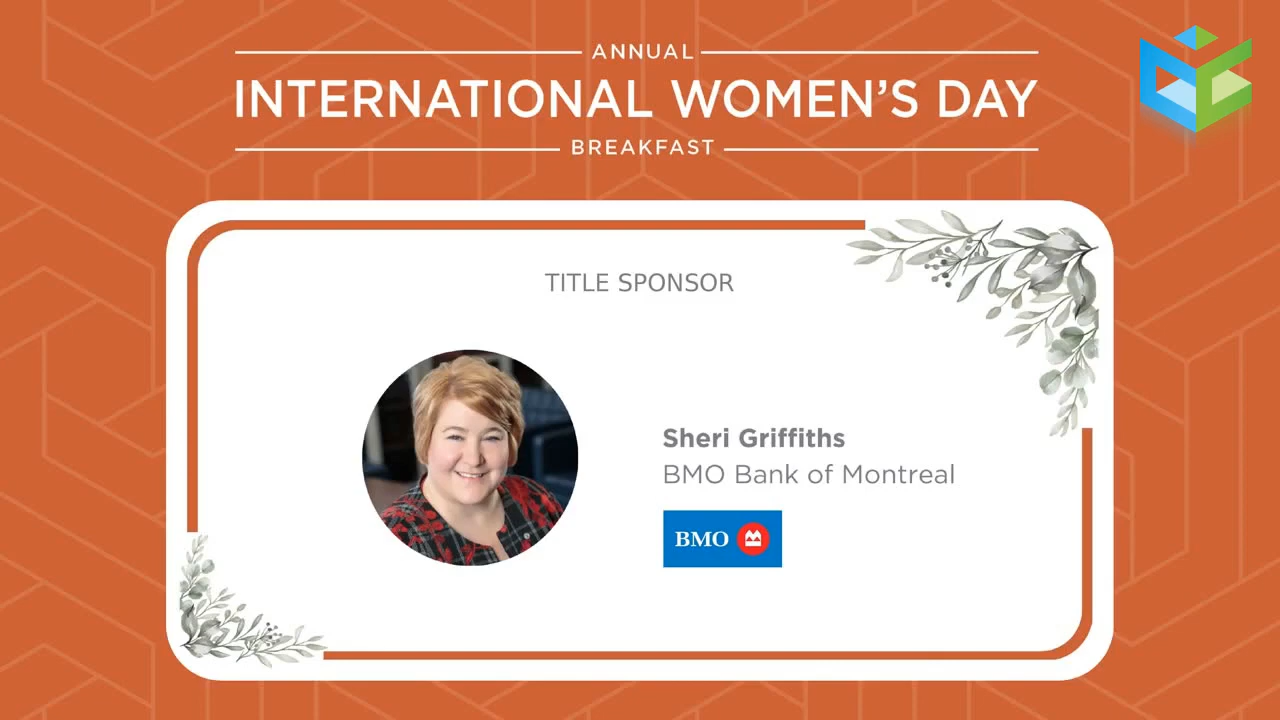 ANNUAL
INTERNATIONAL WOMEN'S DAY
BREAKFAST
TITLE SPONSOR
Sheri Griffiths
BMO Bank of Montreal
BMO